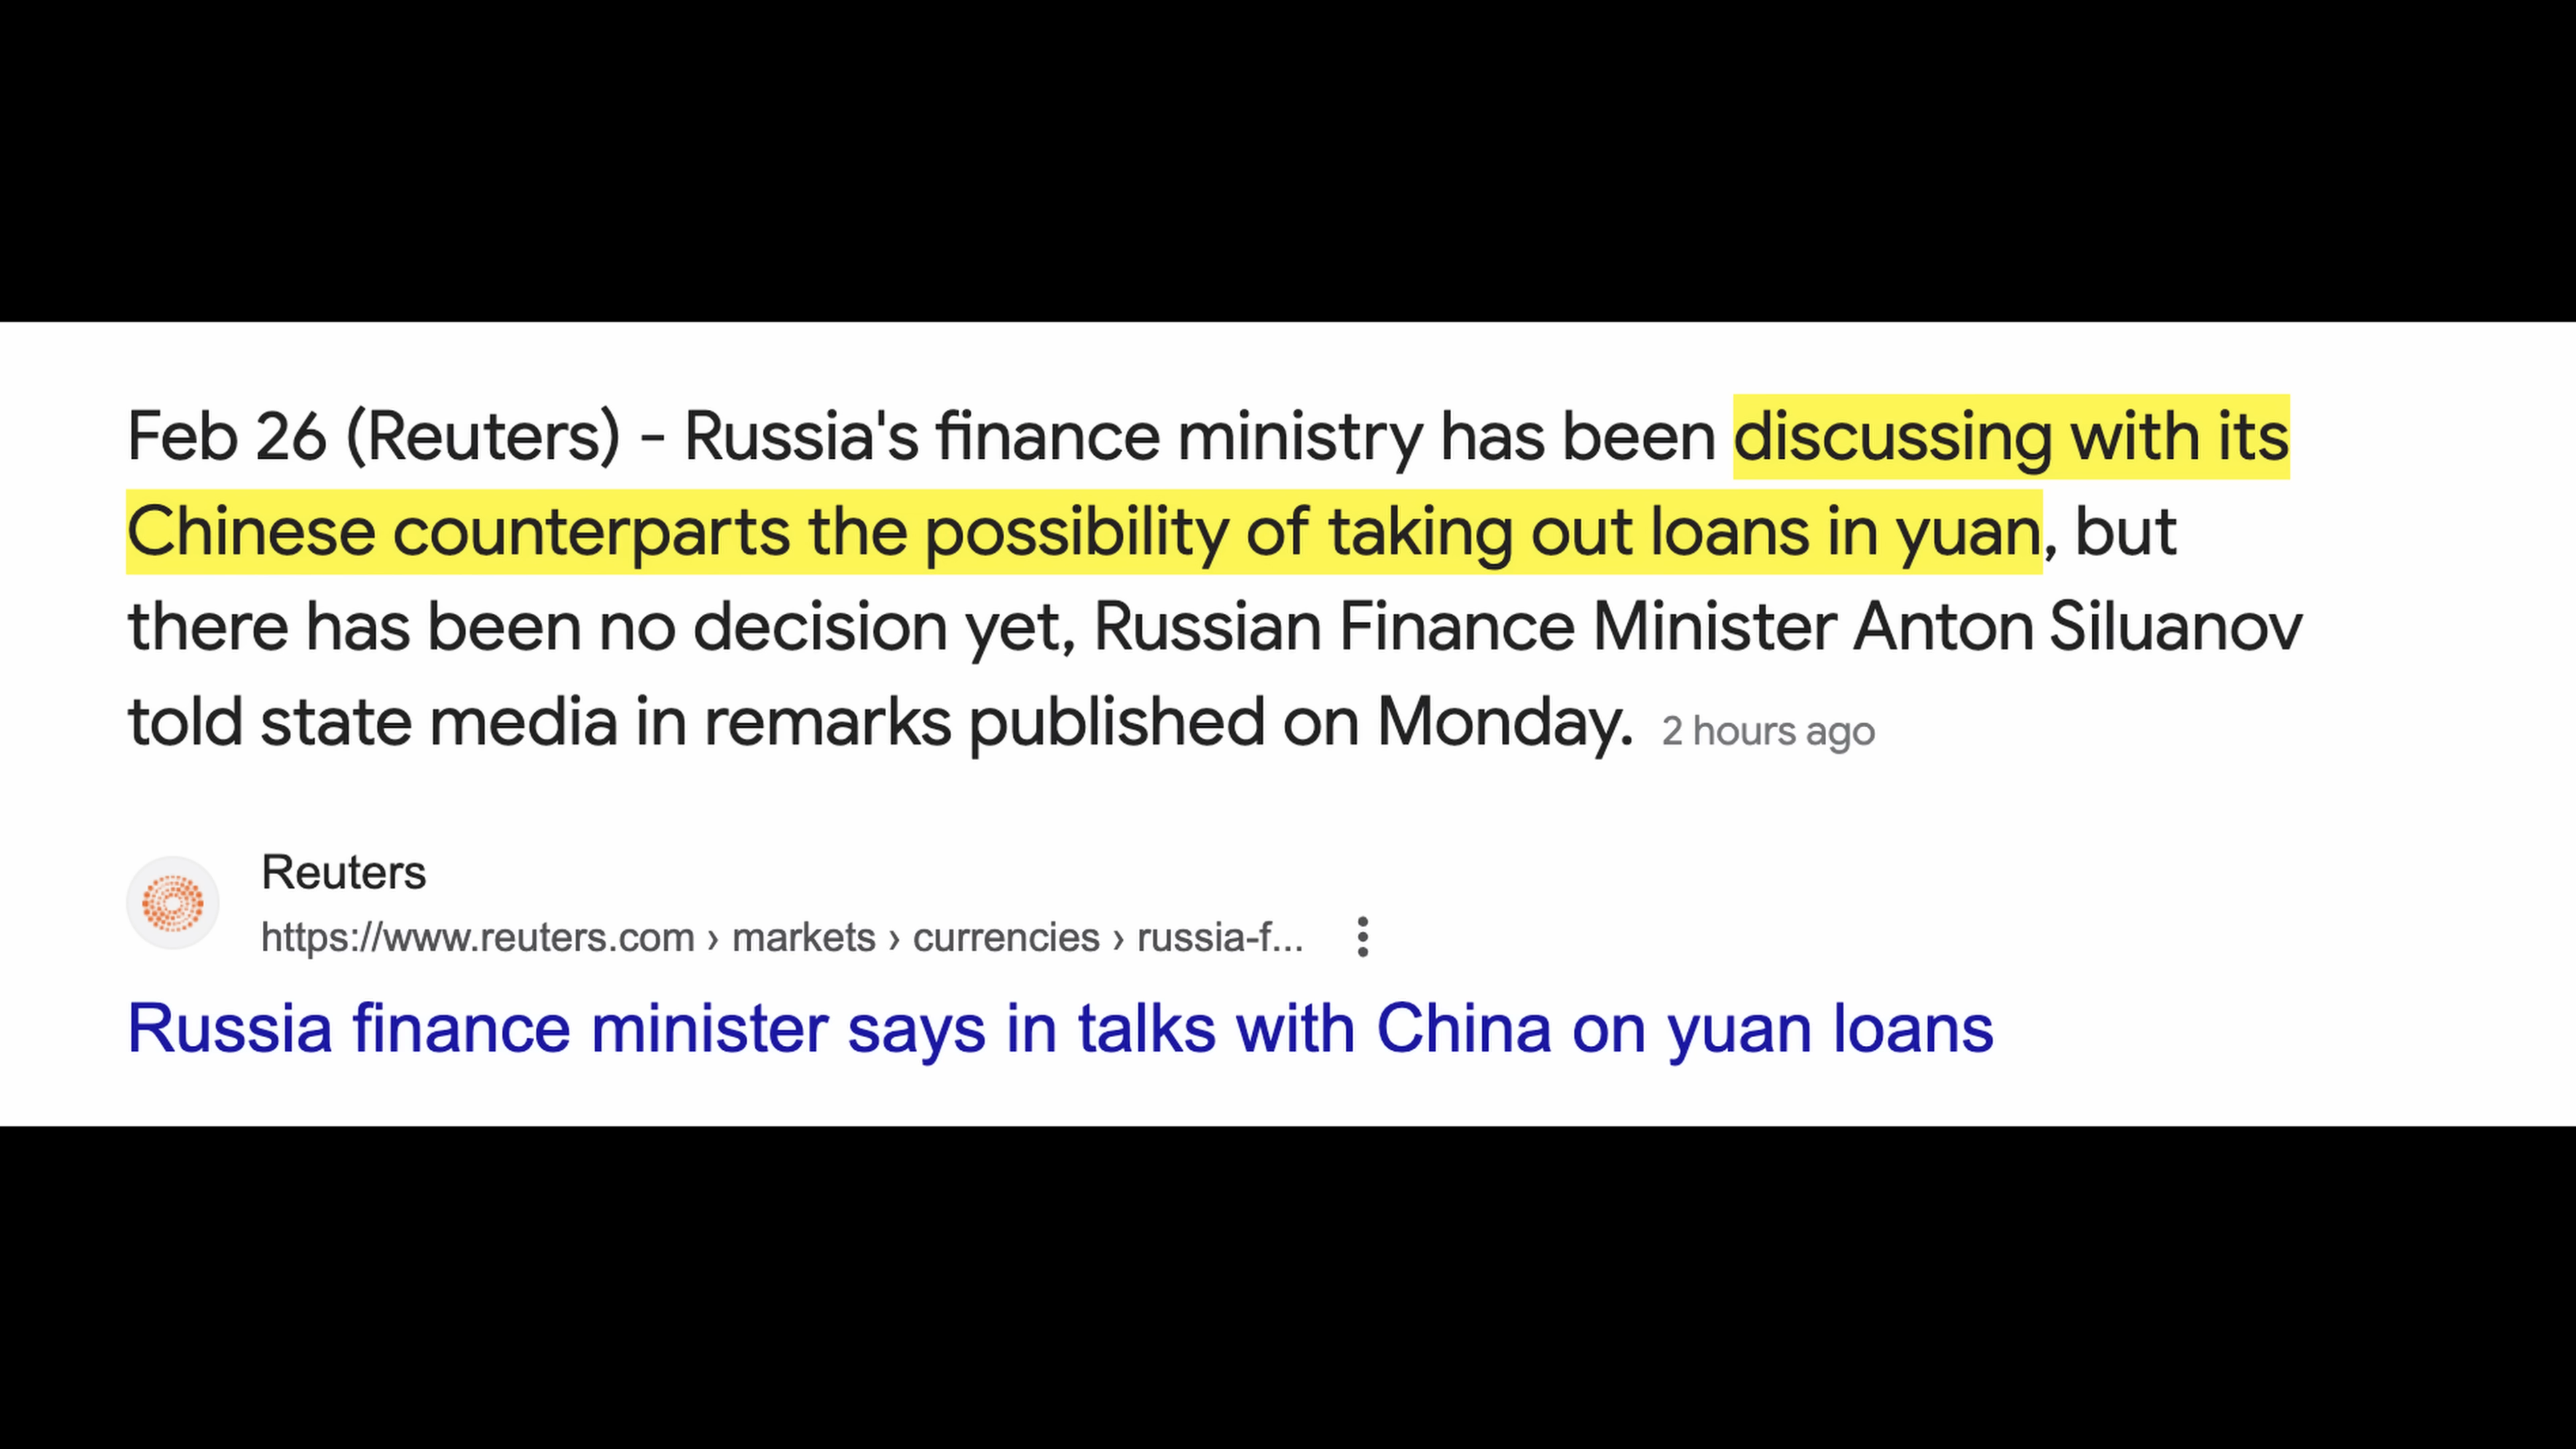 Feb 26 (Reuters) - Russia's finance ministry has been discussing with its
Chinese counterparts the possibility of taking out loans in yuan, but
there has been no decision yet, Russian Finance Minister Anton Siluanov
told state media in remarks published on Monday. 2 hours ago
Reuters
https://www.reuters.com › markets › currencies › russia-f...
Russia finance minister says in talks with China on yuan loans